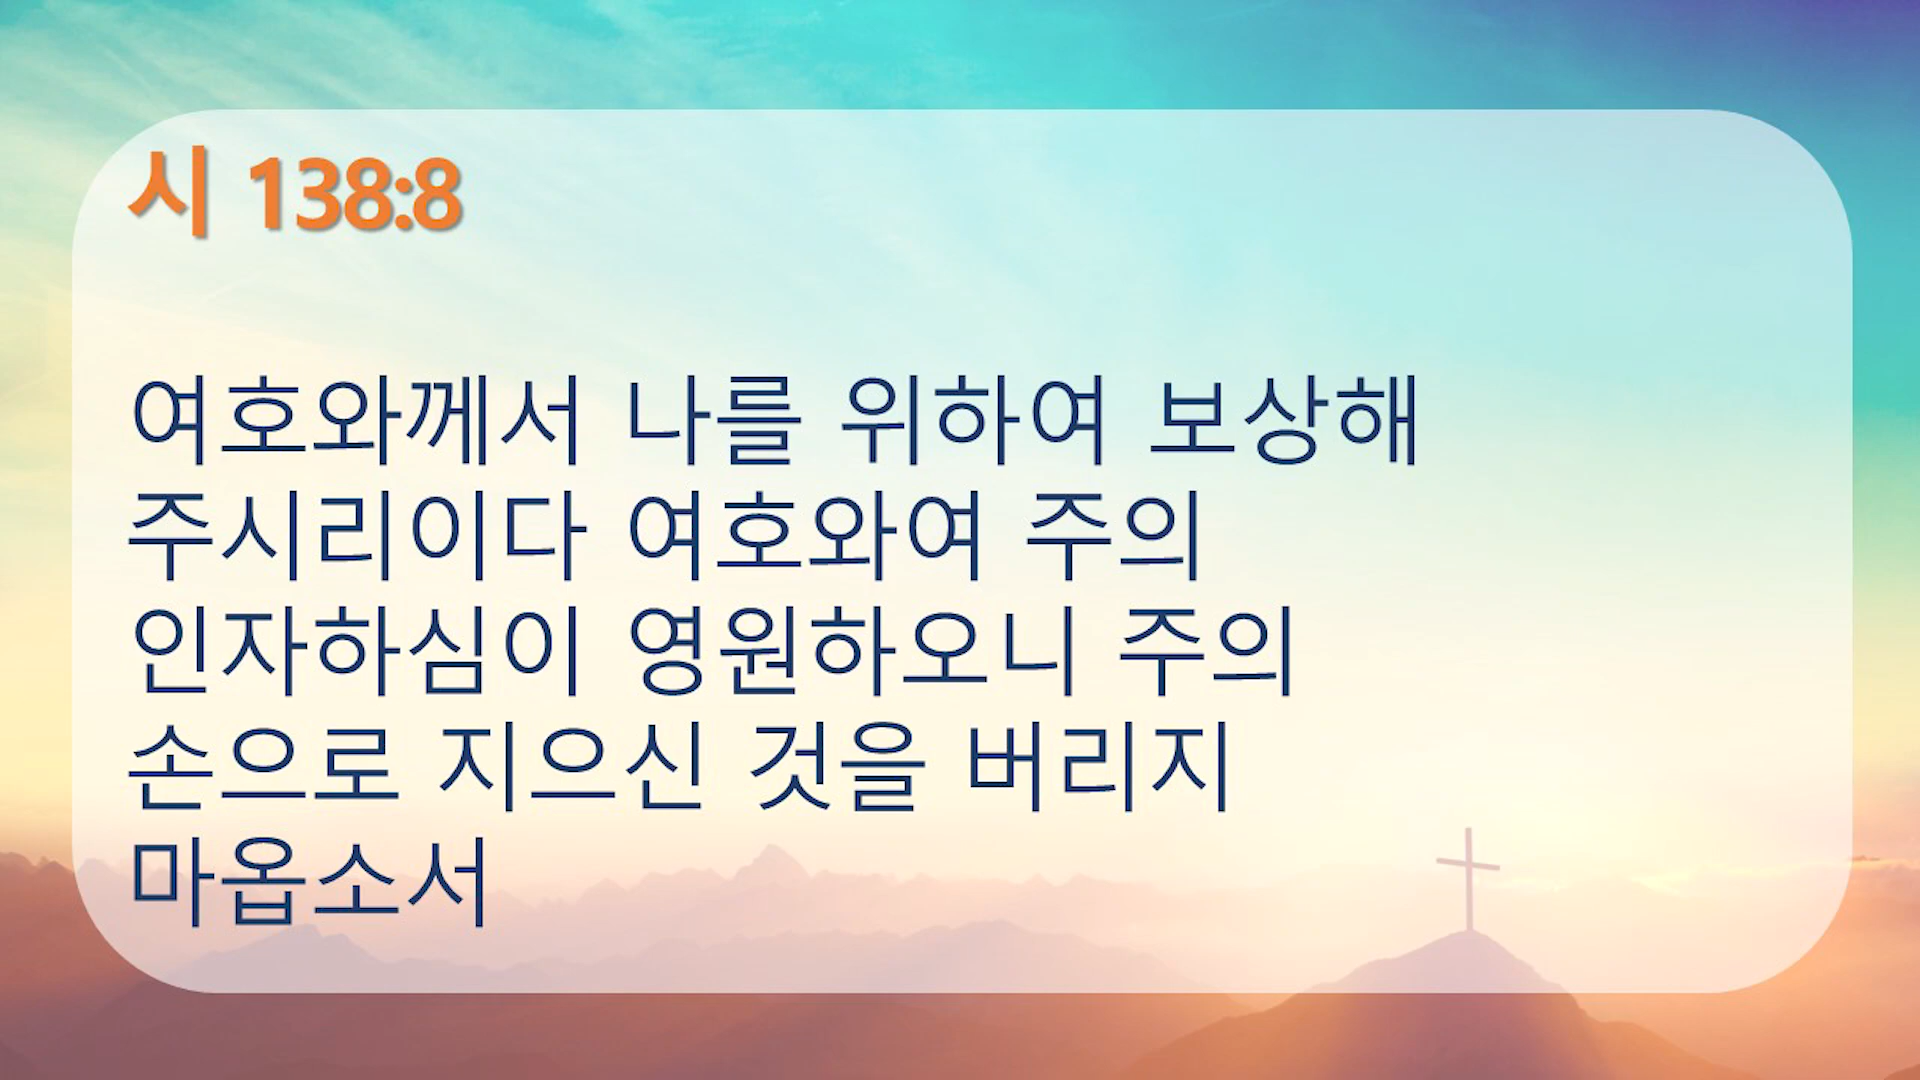 시 138:8
여호와께서 나를 위하여 보상해
주시리이다 여호와여 주의
인자하심이 영원하오니 주의
손으로 지으신 것을 버리지
마옵소서